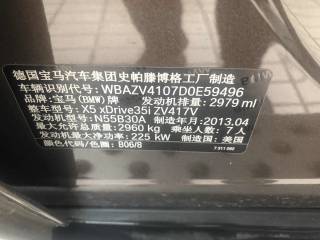 德国宝马汽车集团史帕滕博格工厂制造
车辆识别代号: WBAZV4107D0E59496
品牌: 宝马(BMW)牌 发动机排量: 2979 ml
型号: X5 xDrive35i ZV417V
发动机型号: N55B30A 制造年月: 2013.04
最大允许总质量: 2960 kg 乘坐人数: 7 人
发动机最大净功率: 225 kW 制造国: 美国
颜色代码/色圖: B06/8